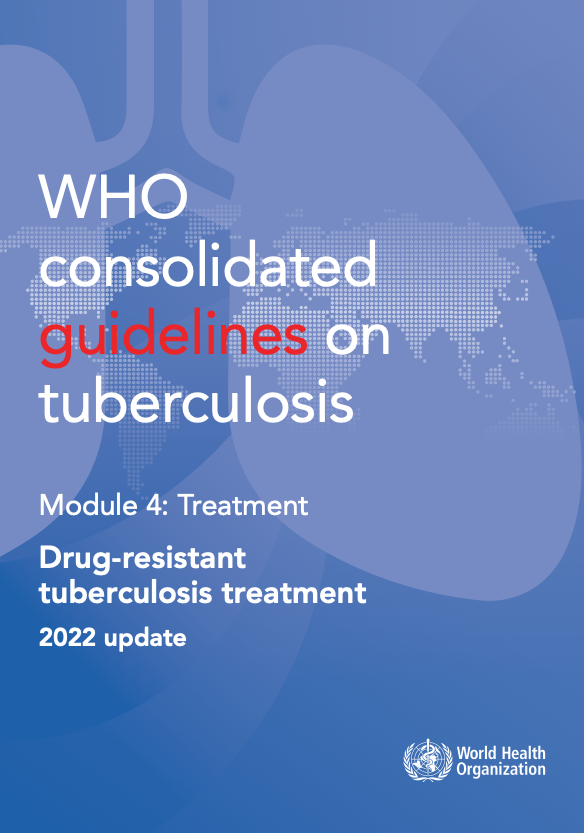 WHO
consolidated
guidelines on
tuberculosis
Module 4: Treatment
Drug-resistant
tuberculosis treatment
2022 update
World Health
Organization